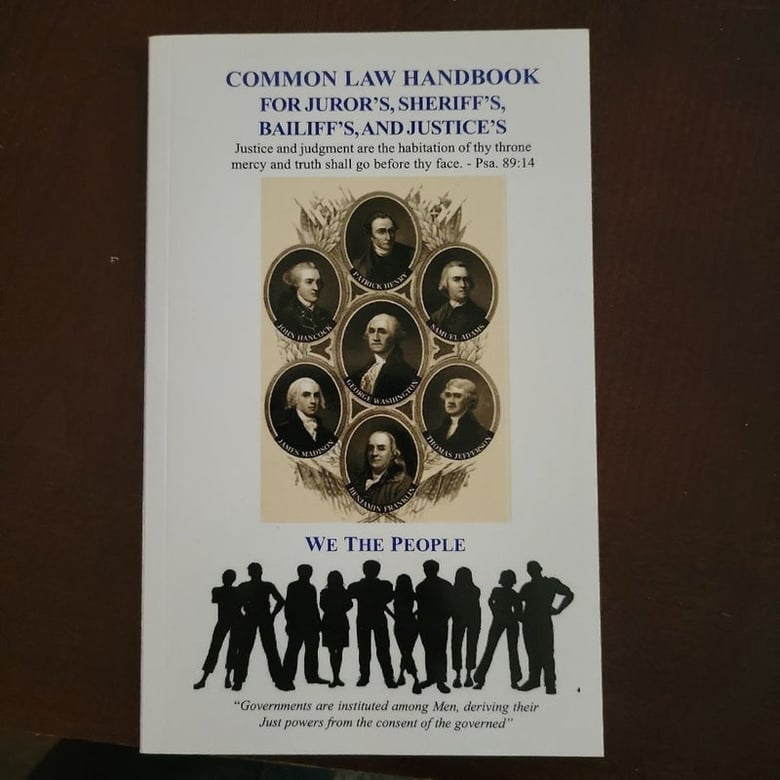 COMMON LAW HANDBOOK
FOR JUROR'S, SHERIFF'S,
BAILIFF'S, AND JUSTICE'S
Justice and judgment are the habitation of thy throne
mercy and truth shall go before thy face. - Psa. 89:14
PATRICK HENRY
JOHN HANCOCK
SAMUEL ADAMS
GEORGE WASHINGTON
JAMES MADISON
THOMAS JEFFERSON
BENJAMIN FRANKLIN
WE THE PEOPLE
"Governments are instituted among Men, deriving their
Just powers from the consent of the governed"